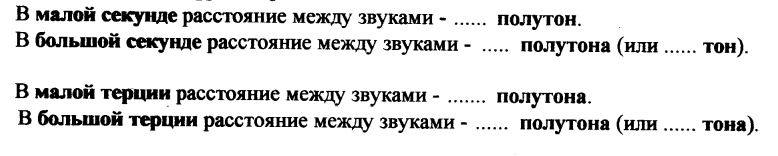 В малой секунде расстояние между звуками - ...... полутон.
В большой секунде расстояние между звуками - ..... полутона (или ...... тон).
В малой терции расстояние между звуками - ....... полутона.
В большой терции расстояние между звуками - ...... полутона (или ...... тона).